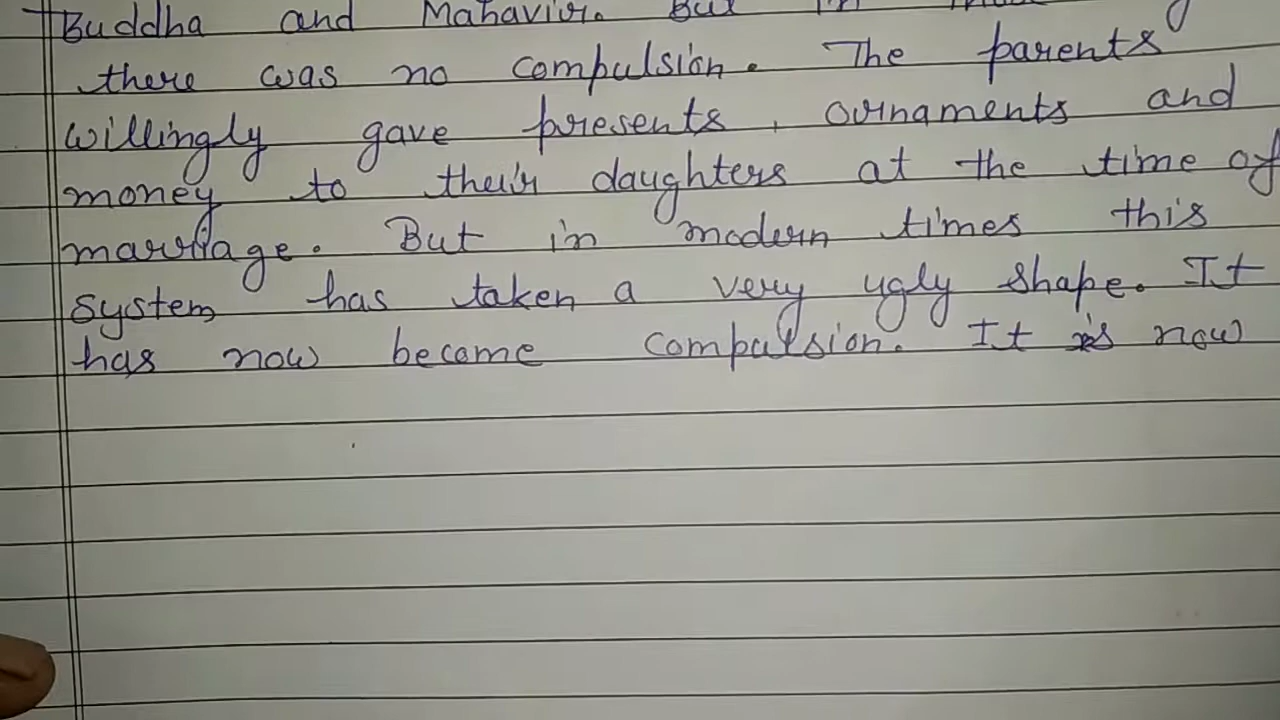 Buddha and Mahavir. But in
there was no compulsion. The parents
willingly gave presents, ornaments and
money to their daughters at the time of
marriage. But in modern times this
system has taken a very ugly shape. It
has now become compulsion. It is now